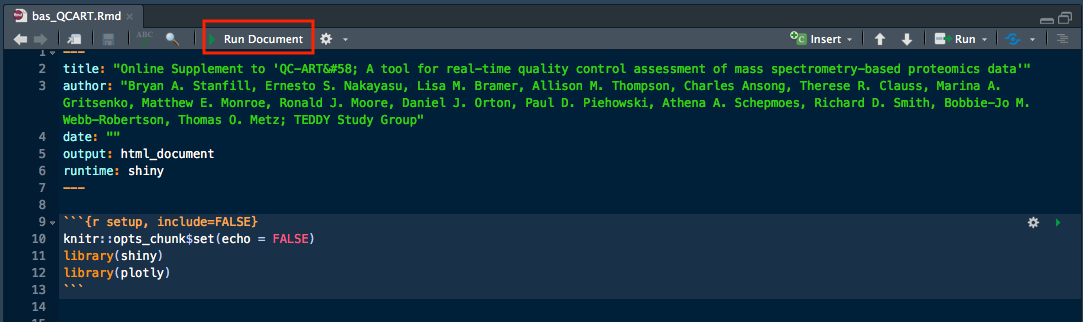 bas_QCART.Rmd
ABC
Run Document
Insert
Run
1 ---
2 title: "Online Supplement to 'QC-ART&#58; A tool for real-time quality control assessment of mass spectrometry-based proteomics data'"
3 author: "Bryan A. Stanfill, Ernesto S. Nakayasu, Lisa M. Bramer, Allison M. Thompson, Charles Ansong, Therese R. Clauss, Marina A.
Gritsenko, Matthew E. Monroe, Ronald J. Moore, Daniel J. Orton, Paul D. Piehowski, Athena A. Schepmoes, Richard D. Smith, Bobbie-Jo M.
Webb-Robertson, Thomas O. Metz; TEDDY Study Group"
4 date: ""
5 output: html_document
6 runtime: shiny
7 ---
8
9 ```{r setup, include=FALSE}
10 knitr::opts_chunk$set(echo = FALSE)
11 library(shiny)
12 library(plotly)
13 ```
14
15